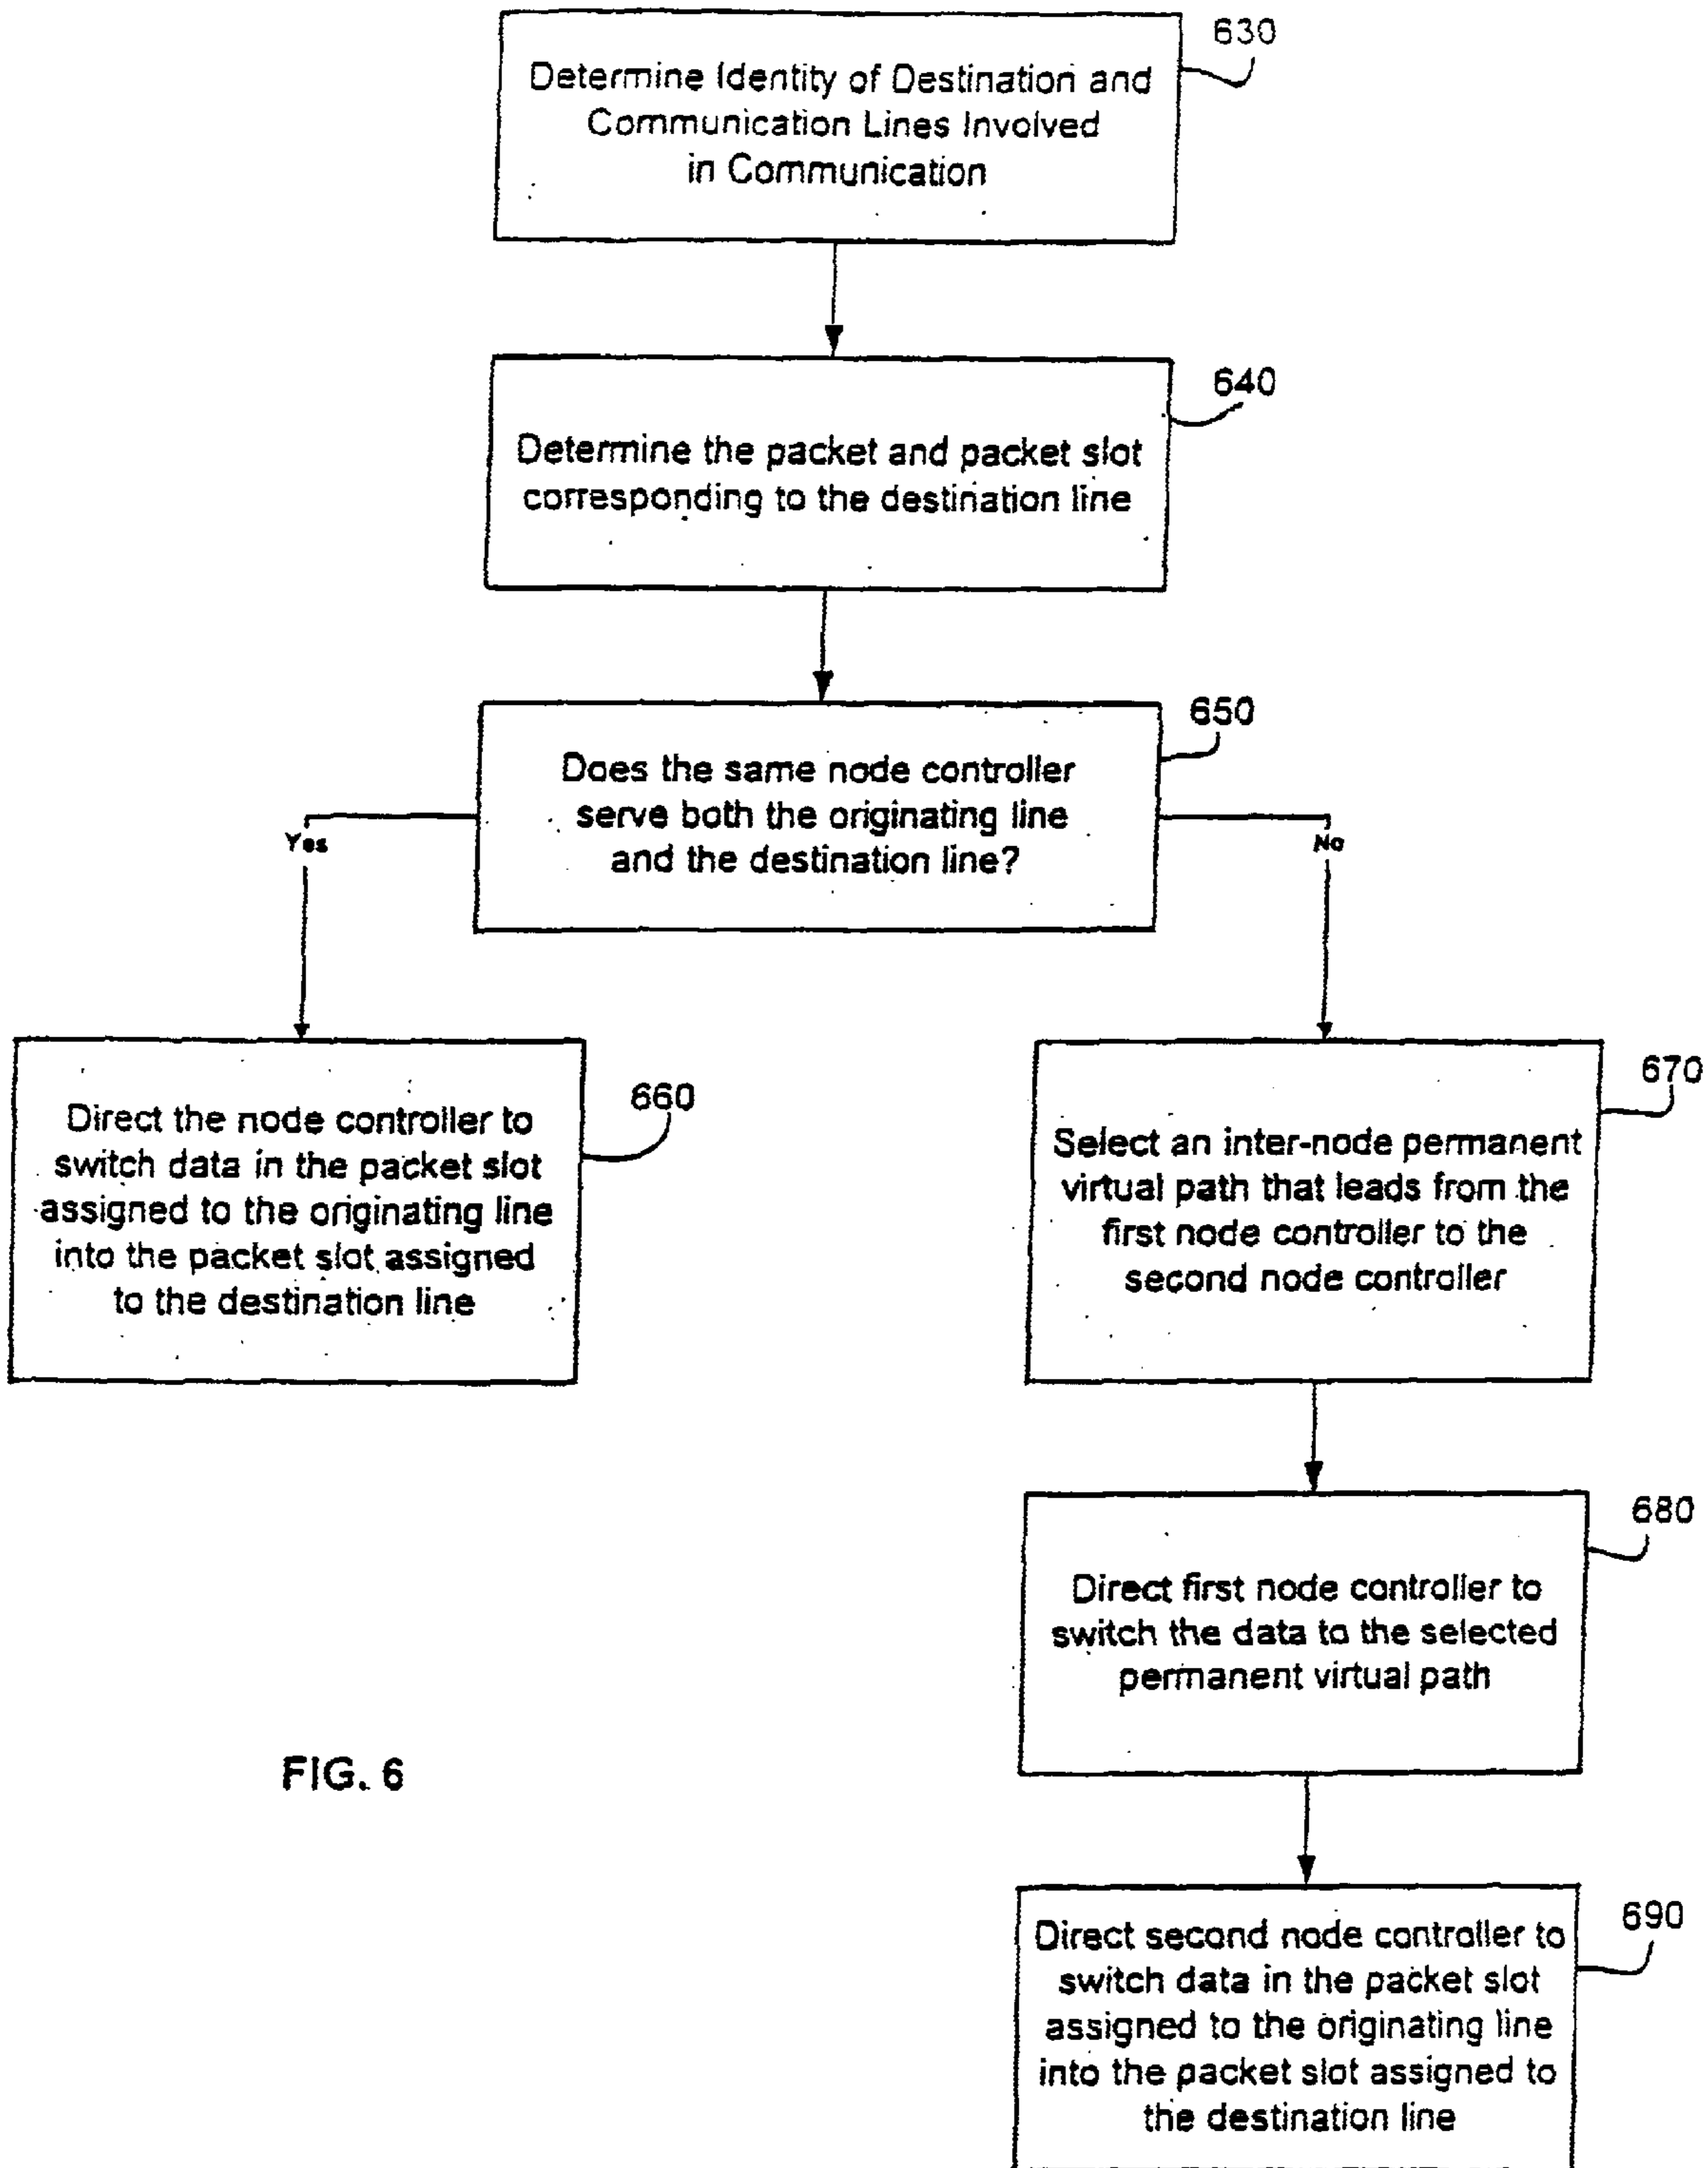 630
Determine Identity of Destination and
Communication Lines Involved
in Communication
640
Determine the packet and packet slot
corresponding to the destination line
650
Does the same node controller
serve both the originating line
and the destination line?
Yes
No
660
Direct the node controller to
switch data in the packet slot
assigned to the originating line
into the packet slot assigned
to the destination line
670
Select an inter-node permanent
virtual path that leads from the
first node controller to the
second node controller
680
Direct first node controller to
switch the data to the selected
permanent virtual path
FIG. 6
690
Direct second node controller to
switch data in the packet slot
assigned to the originating line
into the packet slot assigned to
the destination line